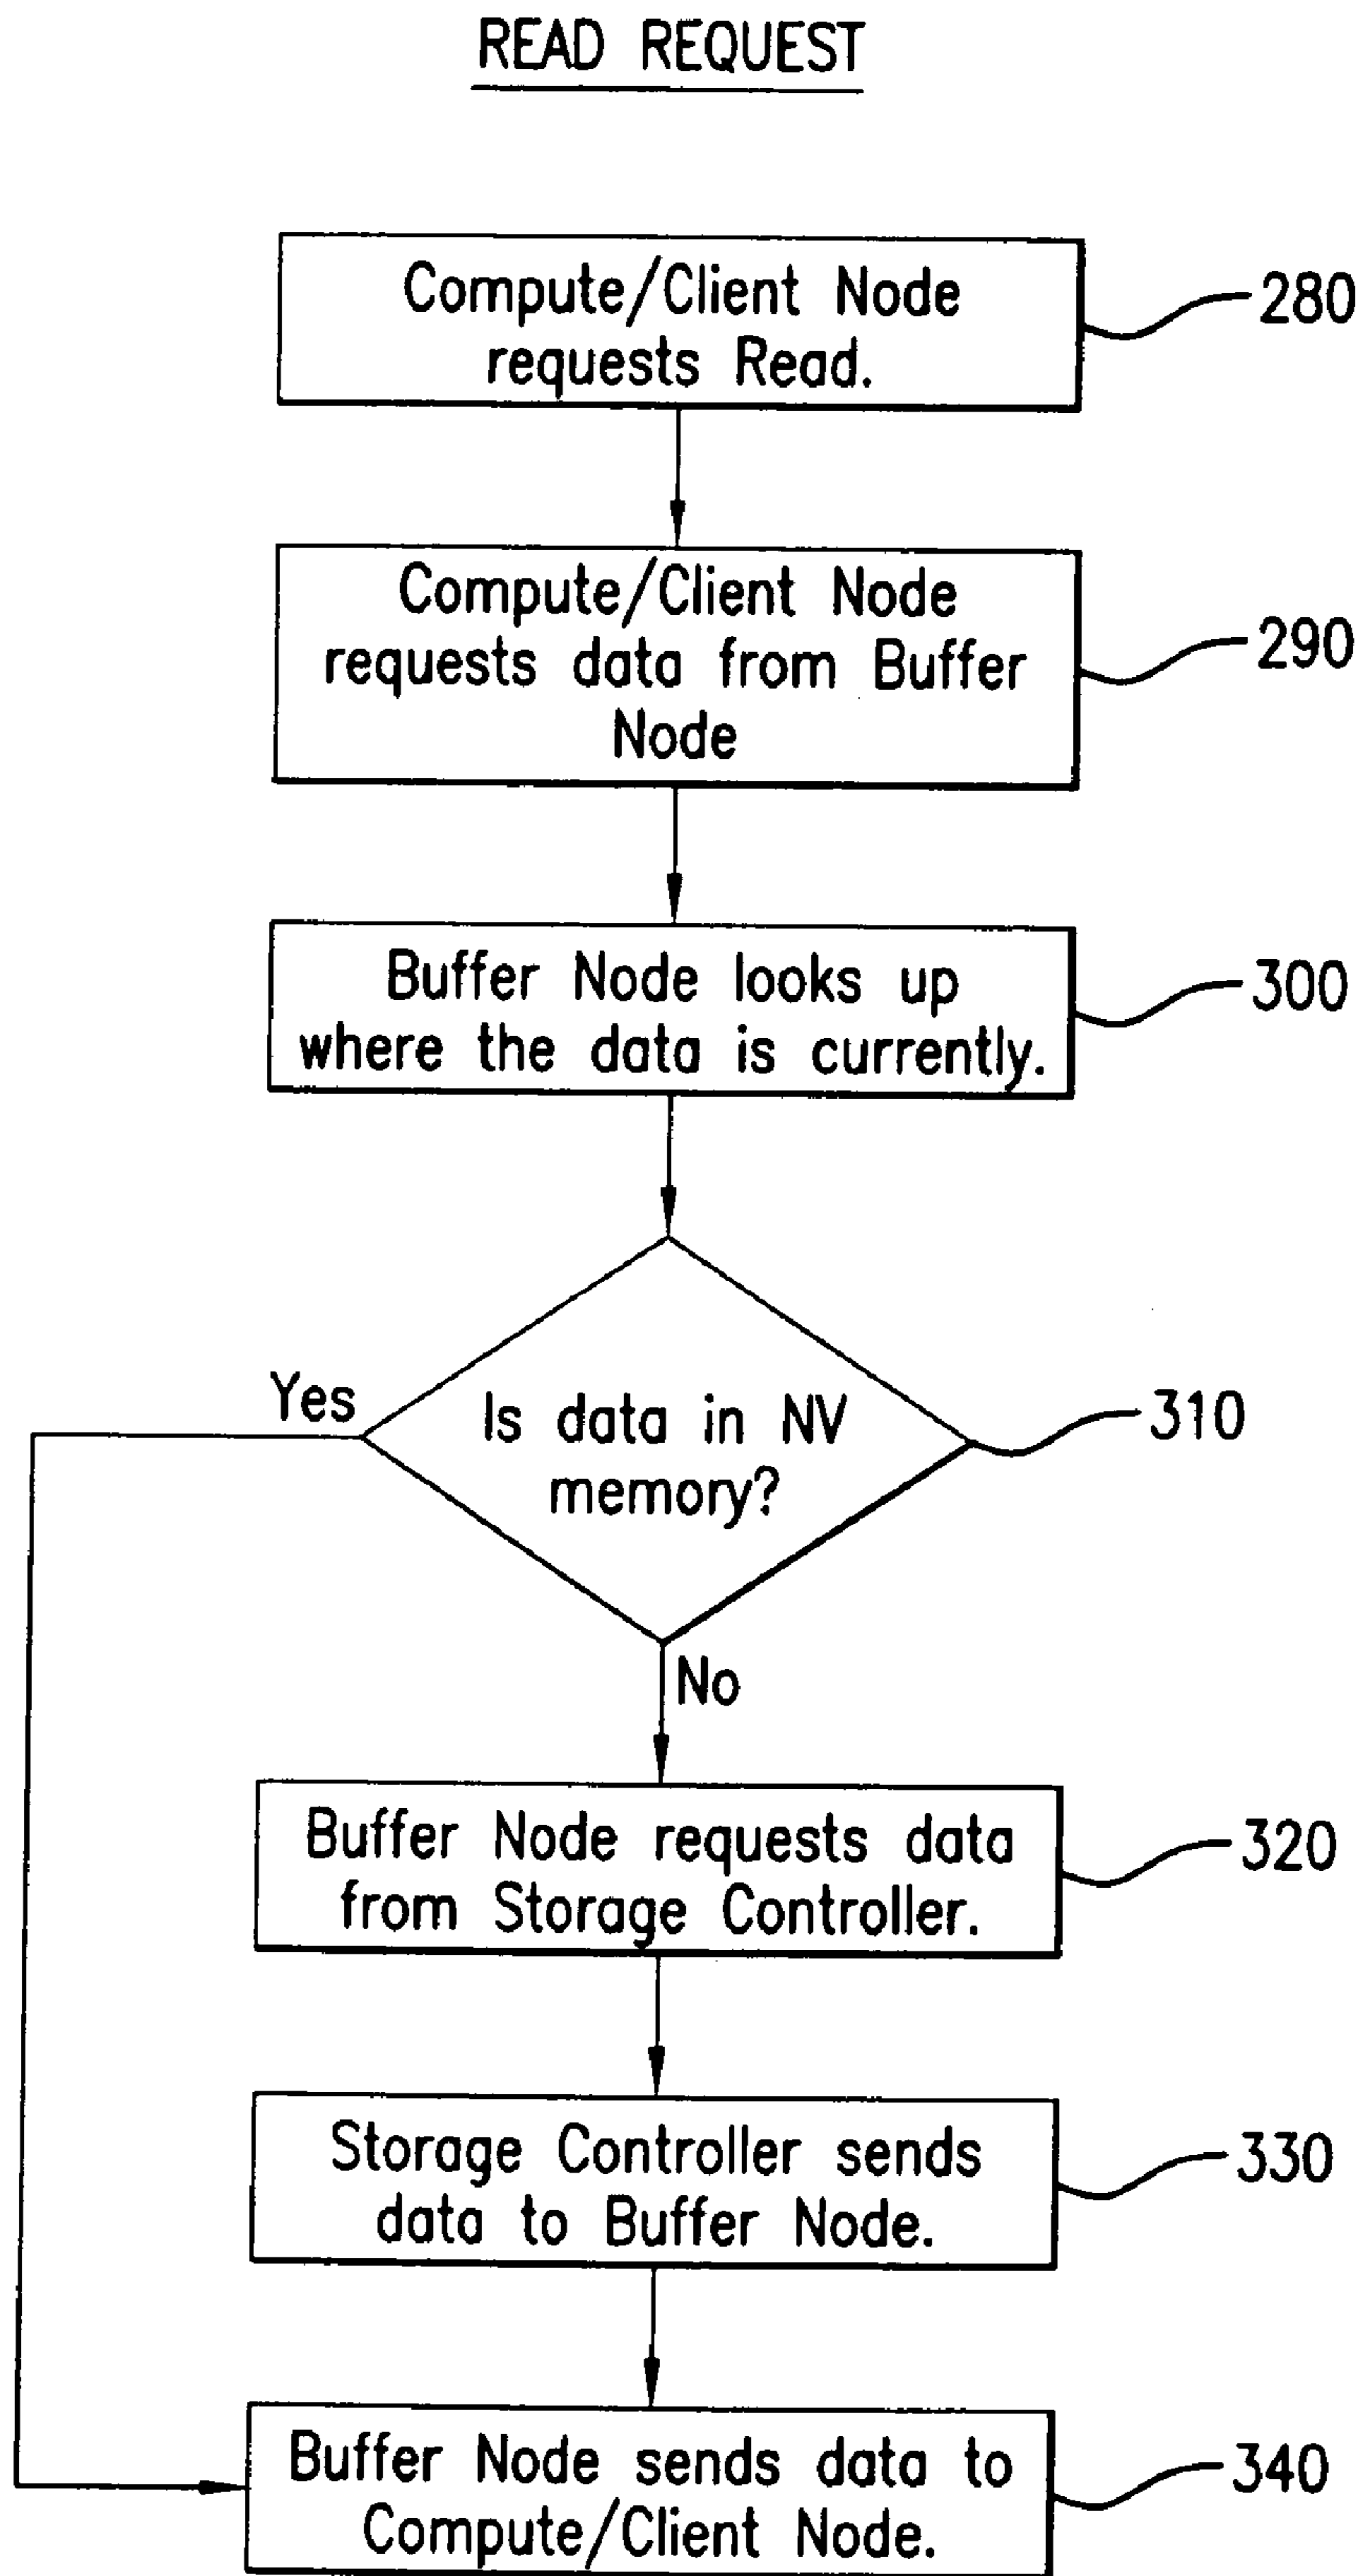 READ REQUEST
Compute/Client Node
requests Read.
280
Compute/Client Node
requests data from Buffer
Node
290
Buffer Node looks up
where the data is currently.
300
Yes
Is data in NV
memory?
310
No
Buffer Node requests data
from Storage Controller.
320
Storage Controller sends
data to Buffer Node.
330
Buffer Node sends data to
Compute/Client Node.
340